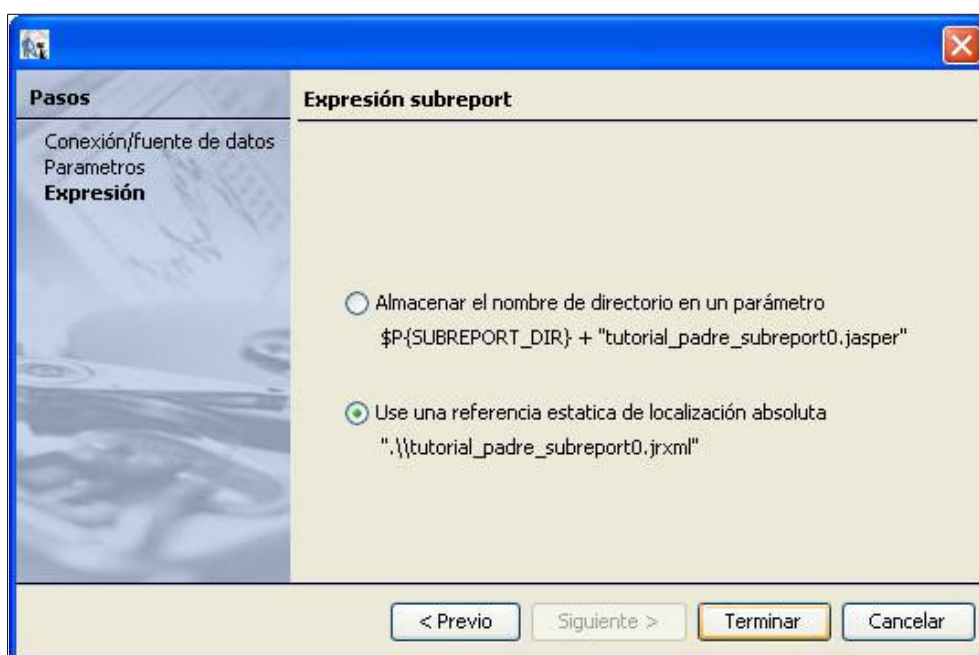 Pasos
Conexión/fuente de datos
Parametros
Expresión
Expresión subreport
Almacenar el nombre de directorio en un parámetro
$P{SUBREPORT_DIR} + "tutorial_padre_subreport0.jasper"
Use una referencia estatica de localización absoluta
".\\tutorial_padre_subreport0.jrxml"
< Previo
Siguiente >
Terminar
Cancelar